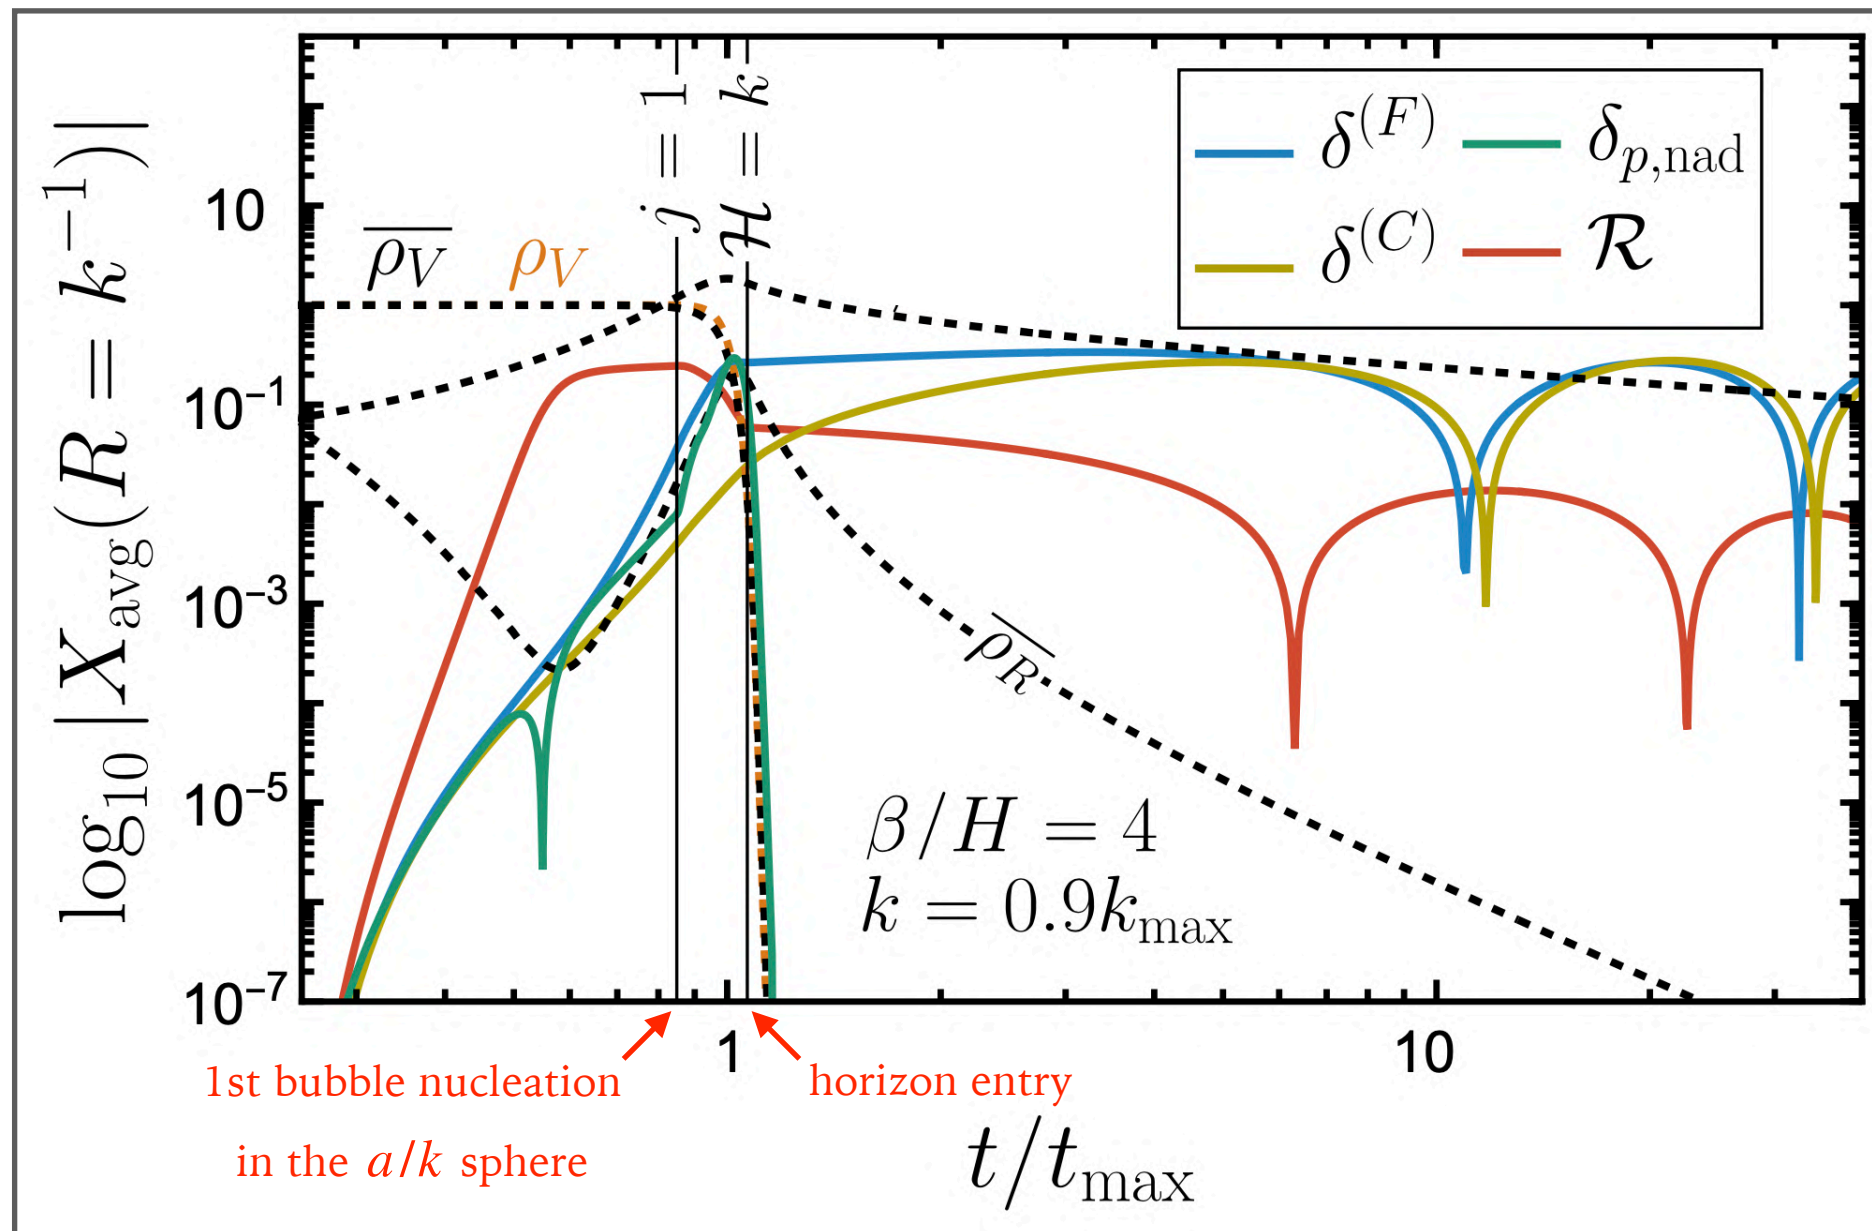 log₁₀|X_avg(R = k⁻¹)|
10
10⁻¹
10⁻³
10⁻⁵
10⁻⁷
j = 1
ℋ = k
δ^(F)
δ_p,nad
δ^(C)
ℛ
ρ̅_V̅
ρ_V
ρ̅_R̅
β/H = 4
k = 0.9k_max
1
10
1st bubble nucleation
in the a/k sphere
horizon entry
t/t_max